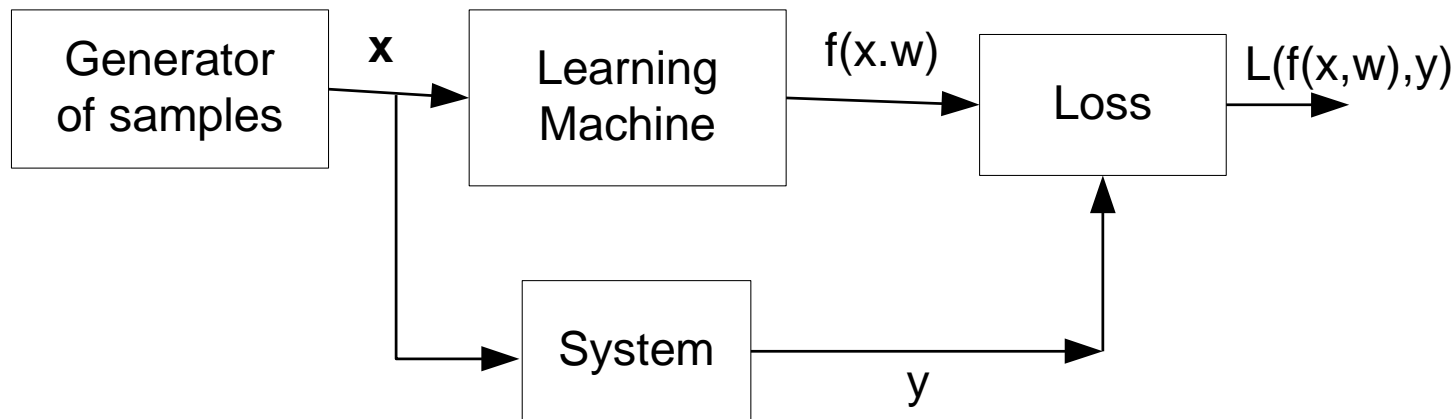 Generator
of samples
x
Learning
Machine
f(x.w)
Loss
L(f(x,w),y)
System
y